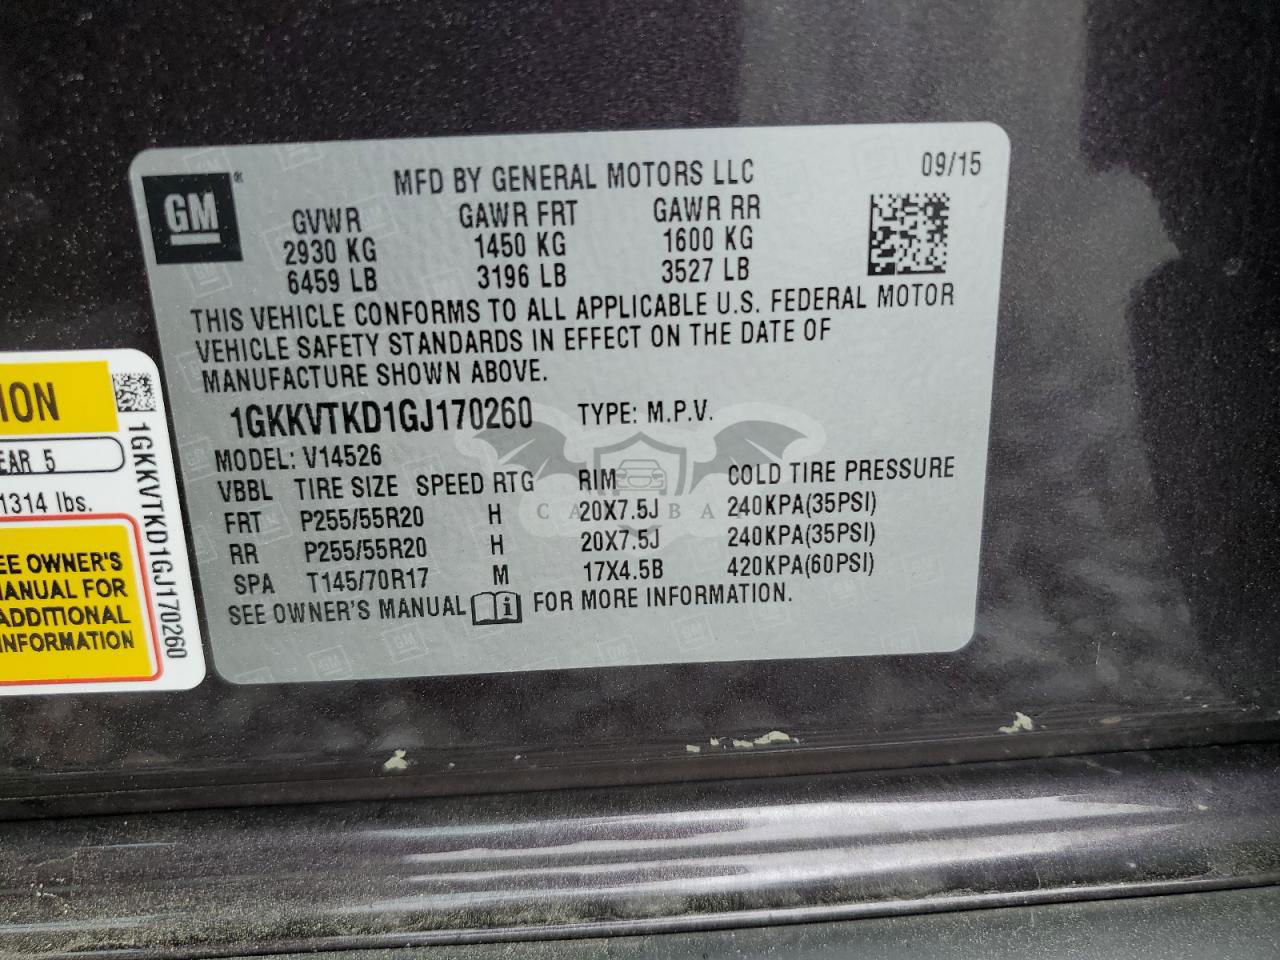 MFD BY GENERAL MOTORS LLC 09/15
GM®
GVWR GAWR FRT GAWR RR
2930 KG 1450 KG 1600 KG
6459 LB 3196 LB 3527 LB
THIS VEHICLE CONFORMS TO ALL APPLICABLE U.S. FEDERAL MOTOR
VEHICLE SAFETY STANDARDS IN EFFECT ON THE DATE OF
MANUFACTURE SHOWN ABOVE.
1GKKVTKD1GJ170260 TYPE: M.P.V.
MODEL: V14526
VBBL TIRE SIZE SPEED RTG RIM COLD TIRE PRESSURE
FRT P255/55R20 H 20X7.5J 240KPA(35PSI)
RR P255/55R20 H 20X7.5J 240KPA(35PSI)
SPA T145/70R17 M 17X4.5B 420KPA(60PSI)
SEE OWNER'S MANUAL i FOR MORE INFORMATION.
ION
EAR 5
1314 lbs.
EE OWNER'S
ANUAL FOR
ADDITIONAL
NFORMATION
1GKKVTKD1GJ170260